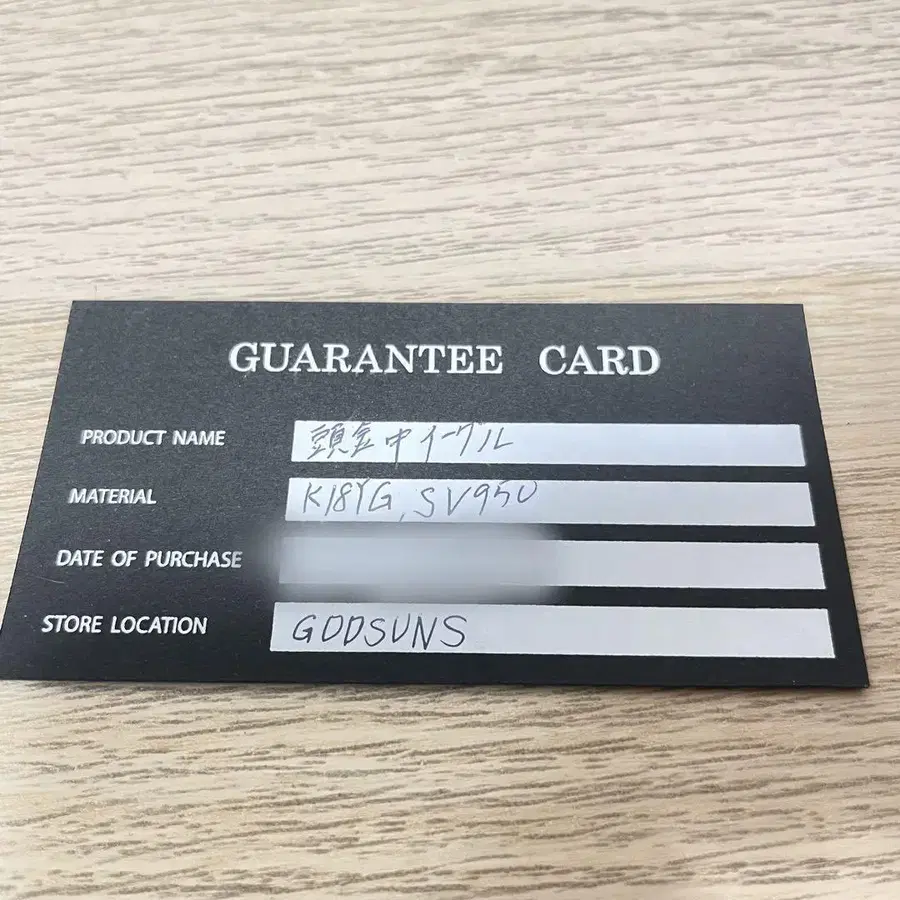 GUARANTEE CARD
PRODUCT NAME 頭金中イーグル
MATERIAL K18YG, SV950
DATE OF PURCHASE
STORE LOCATION GODSUNS